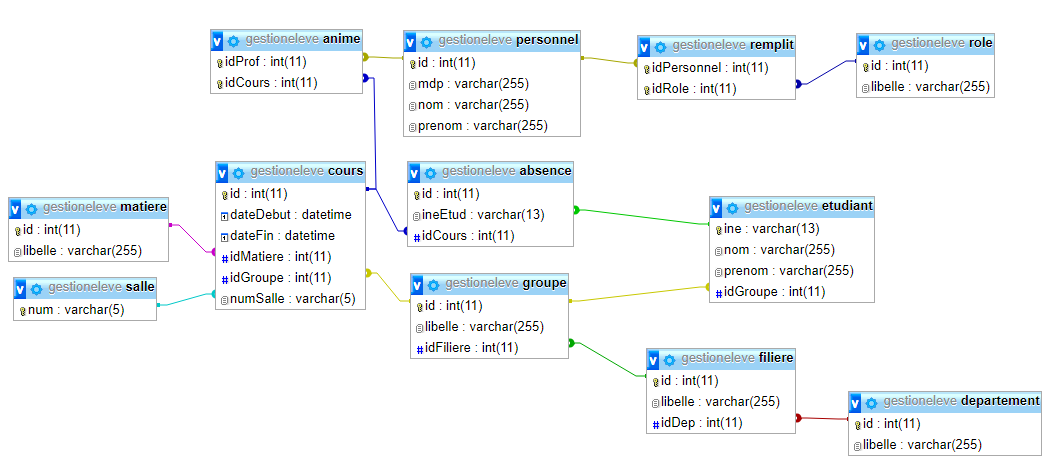 gestioneleve anime
idProf : int(11)
idCours : int(11)
gestioneleve personnel
id : int(11)
mdp : varchar(255)
nom : varchar(255)
prenom : varchar(255)
gestioneleve remplit
idPersonnel : int(11)
idRole : int(11)
gestioneleve role
id : int(11)
libelle : varchar(255)
gestioneleve matiere
id : int(11)
libelle : varchar(255)
gestioneleve salle
num : varchar(5)
gestioneleve cours
id : int(11)
dateDebut : datetime
dateFin : datetime
idMatiere : int(11)
idGroupe : int(11)
numSalle : varchar(5)
gestioneleve absence
id : int(11)
ineEtud : varchar(13)
idCours : int(11)
gestioneleve groupe
id : int(11)
libelle : varchar(255)
idFiliere : int(11)
gestioneleve etudiant
ine : varchar(13)
nom : varchar(255)
prenom : varchar(255)
idGroupe : int(11)
gestioneleve filiere
id : int(11)
libelle : varchar(255)
idDep : int(11)
gestioneleve departement
id : int(11)
libelle : varchar(255)